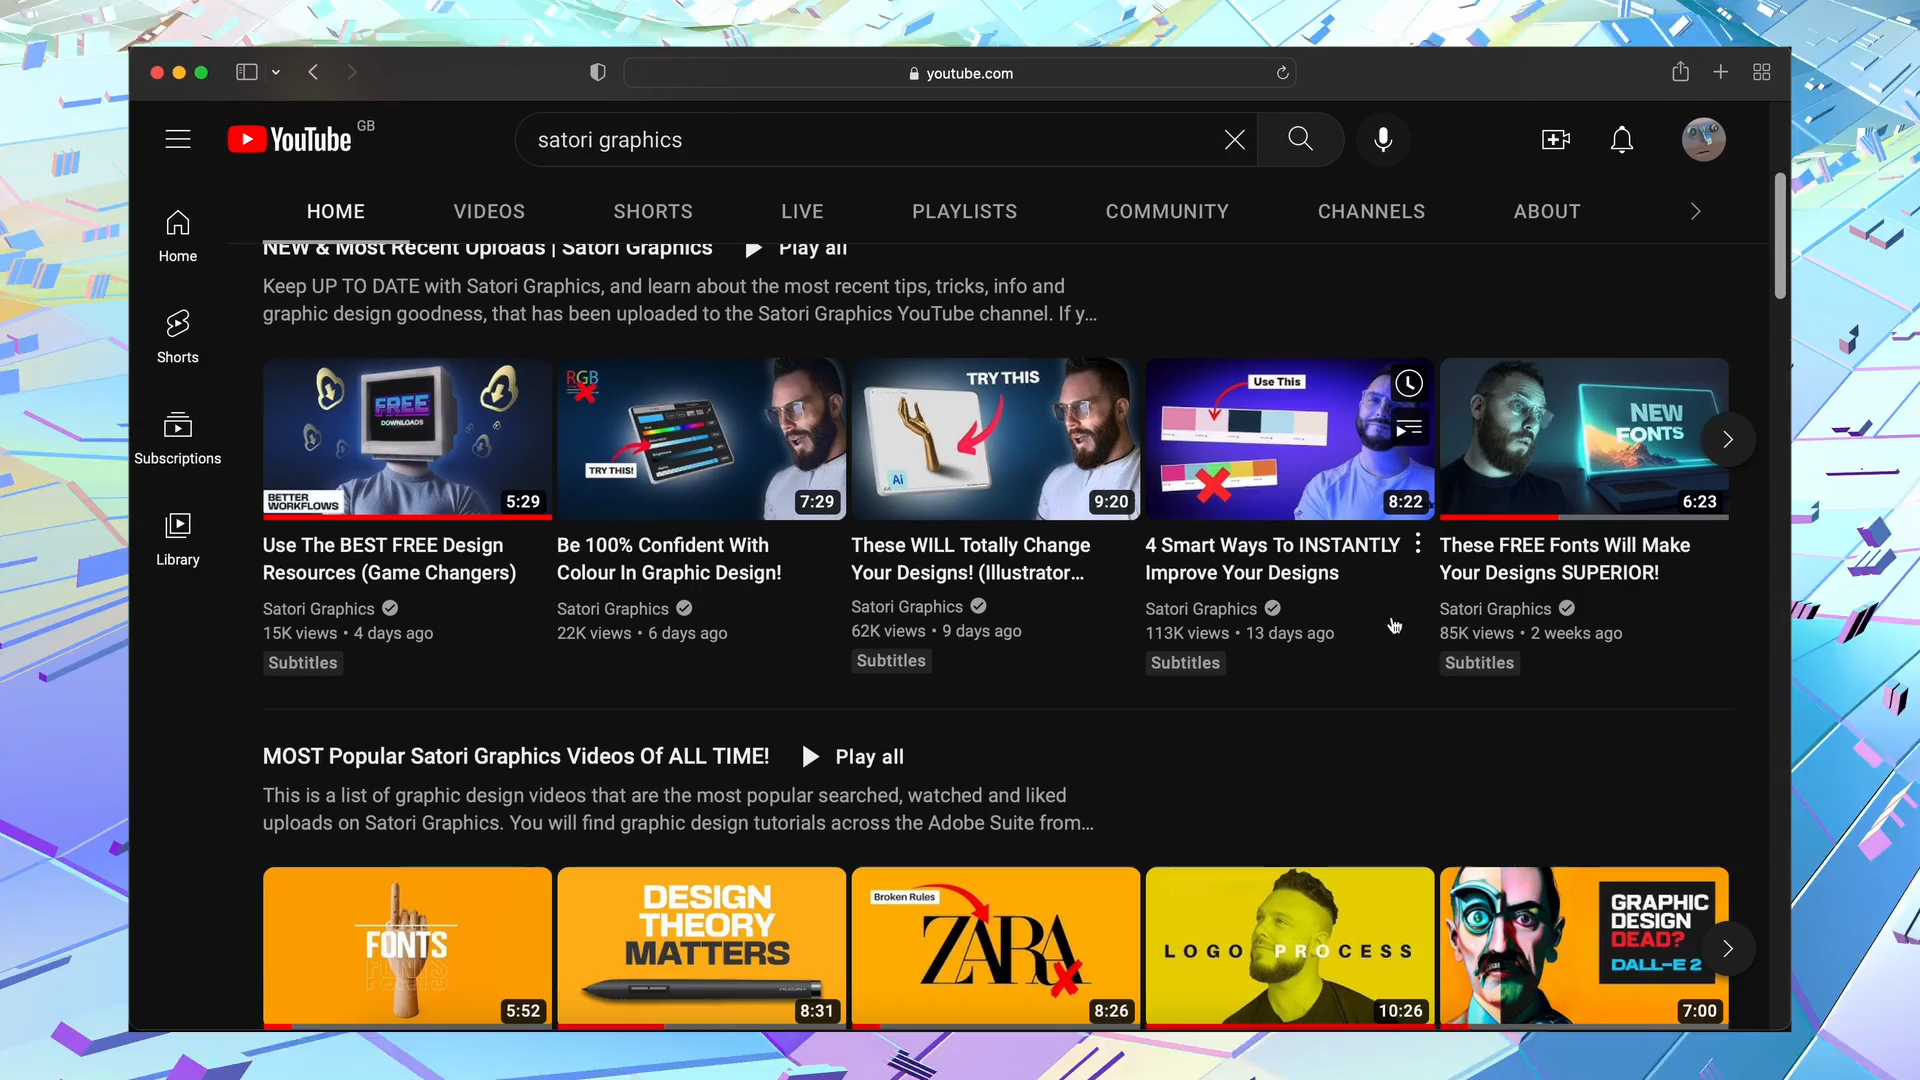 youtube.com
YouTube GB
satori graphics
HOME VIDEOS SHORTS LIVE PLAYLISTS COMMUNITY CHANNELS ABOUT
Home
Shorts
Subscriptions
Library
NEW & Most Recent Uploads | Satori Graphics Play all
Keep UP TO DATE with Satori Graphics, and learn about the most recent tips, tricks, info and
graphic design goodness, that has been uploaded to the Satori Graphics YouTube channel. If y...
FREE
DOWNLOADS
BETTER
WORKFLOWS
5:29
Use The BEST FREE Design
Resources (Game Changers)
Satori Graphics
15K views • 4 days ago
Subtitles
RGB
TRY THIS!
7:29
Be 100% Confident With
Colour In Graphic Design!
Satori Graphics
22K views • 6 days ago
TRY THIS
Ai
9:20
These WILL Totally Change
Your Designs! (Illustrator...
Satori Graphics
62K views • 9 days ago
Subtitles
Use This
8:22
4 Smart Ways To INSTANTLY
Improve Your Designs
Satori Graphics
113K views • 13 days ago
Subtitles
NEW
FONTS
6:23
These FREE Fonts Will Make
Your Designs SUPERIOR!
Satori Graphics
85K views • 2 weeks ago
Subtitles
MOST Popular Satori Graphics Videos Of ALL TIME! Play all
This is a list of graphic design videos that are the most popular searched, watched and liked
uploads on Satori Graphics. You will find graphic design tutorials across the Adobe Suite from...
FONTS
FONTS
5:52
DESIGN
THEORY
MATTERS
8:31
Broken Rules
ZARA
8:26
LOGO PROCESS
10:26
GRAPHIC
DESIGN
DEAD?
DALL-E 2
7:00